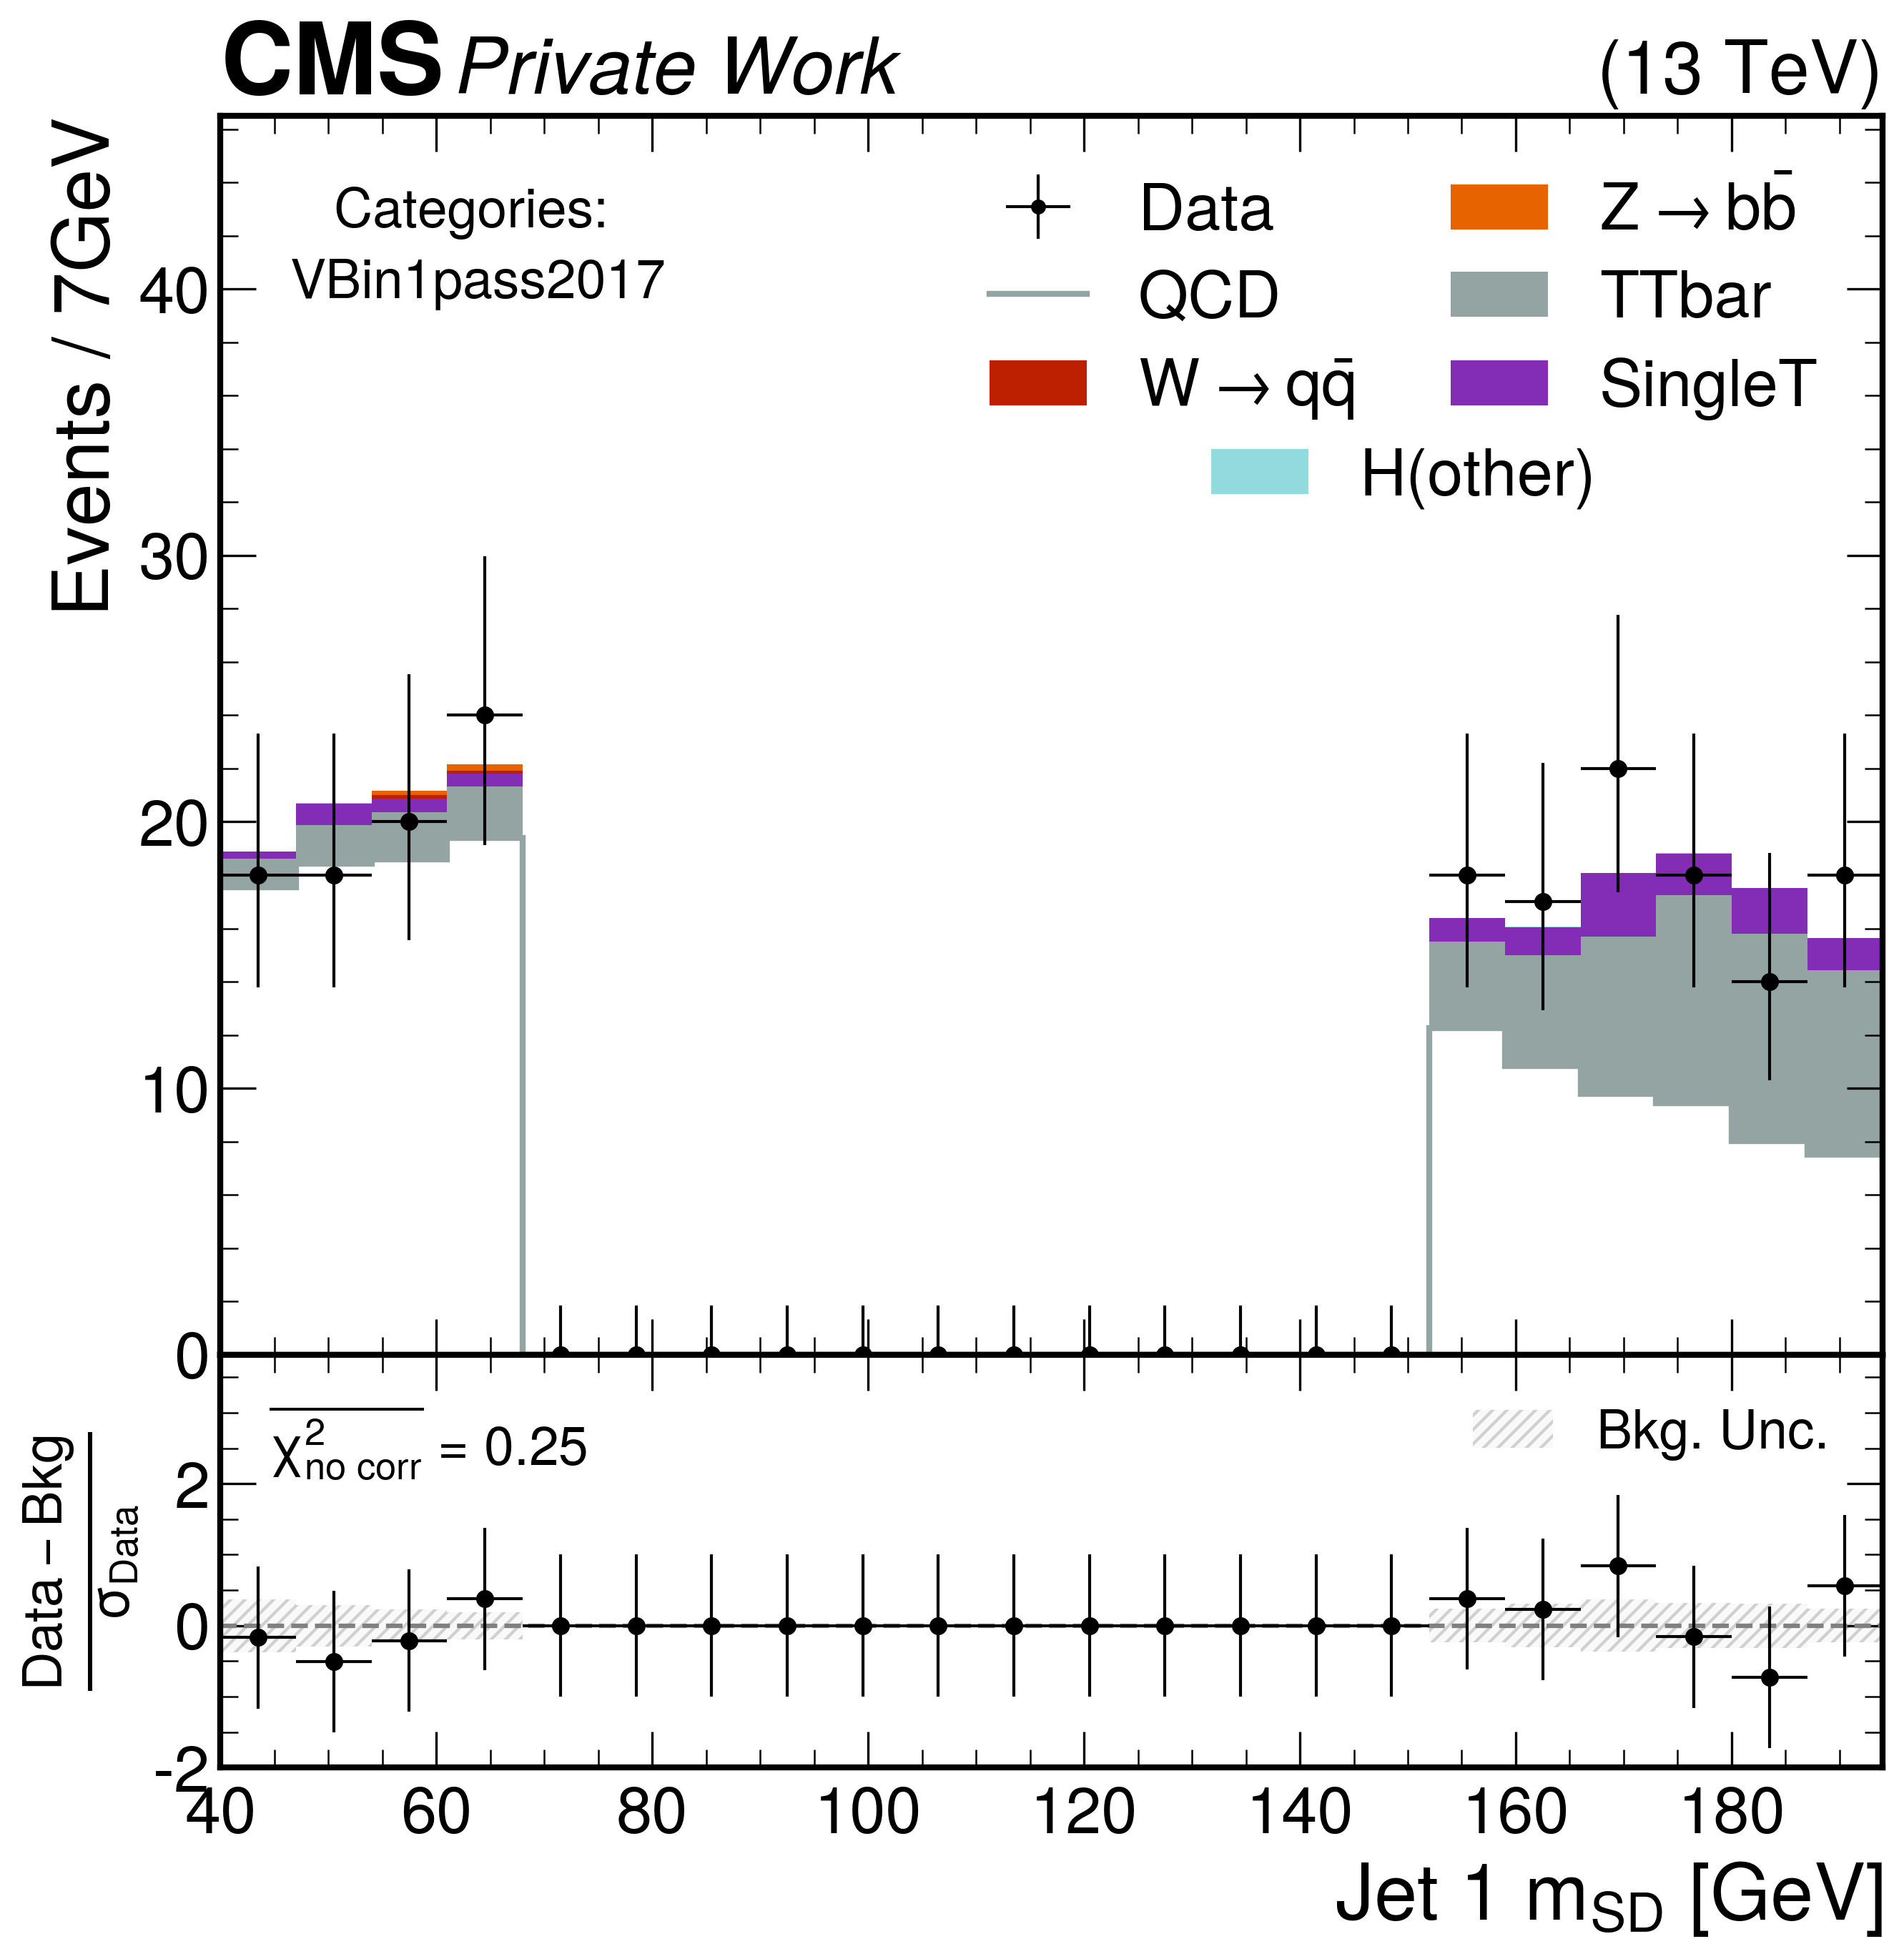 CMS Private Work (13 TeV)
Events / 7GeV
Categories:
VBin1pass2017
Data
Z → bb̄
QCD
TTbar
W → qq̄
SingleT
H(other)
40
30
20
10
0
χ²no corr = 0.25
Bkg. Unc.
Data – Bkg
σData
2
0
-2
40 60 80 100 120 140 160 180
Jet 1 mSD [GeV]